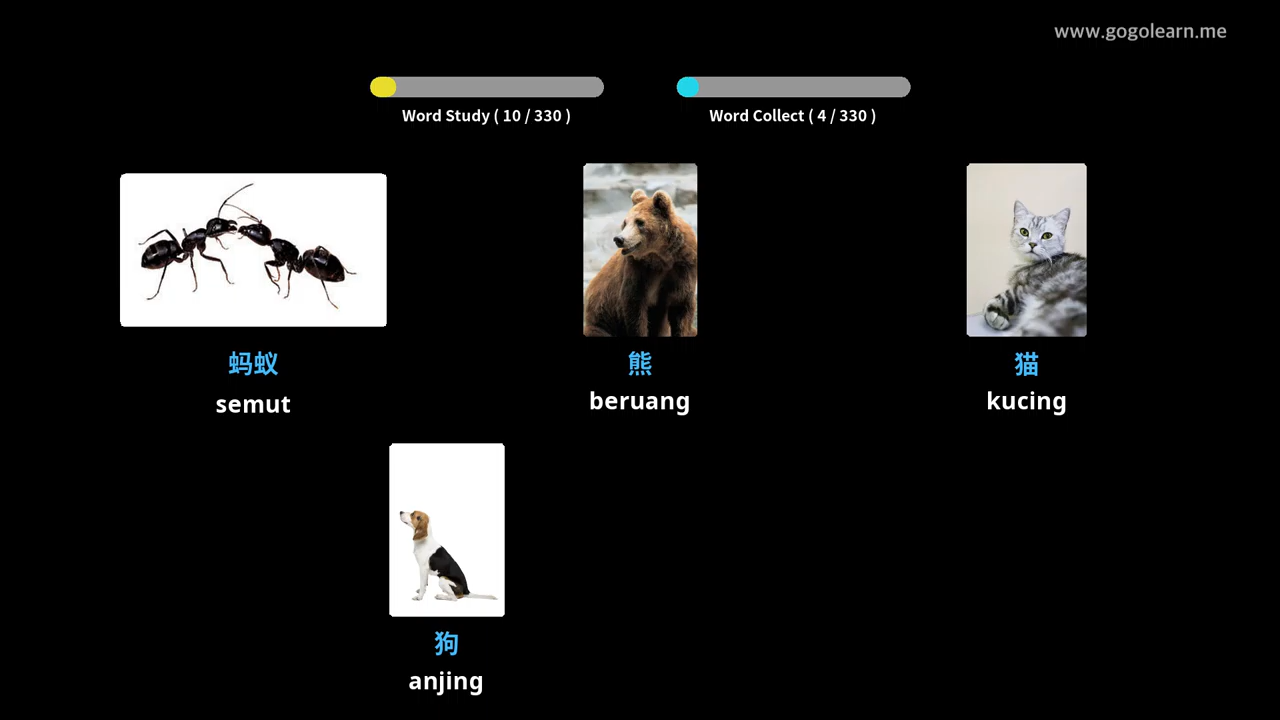 www.gogolearn.me
Word Study ( 10 / 330 )
Word Collect ( 4 / 330 )
蚂蚁
semut
熊
beruang
猫
kucing
狗
anjing